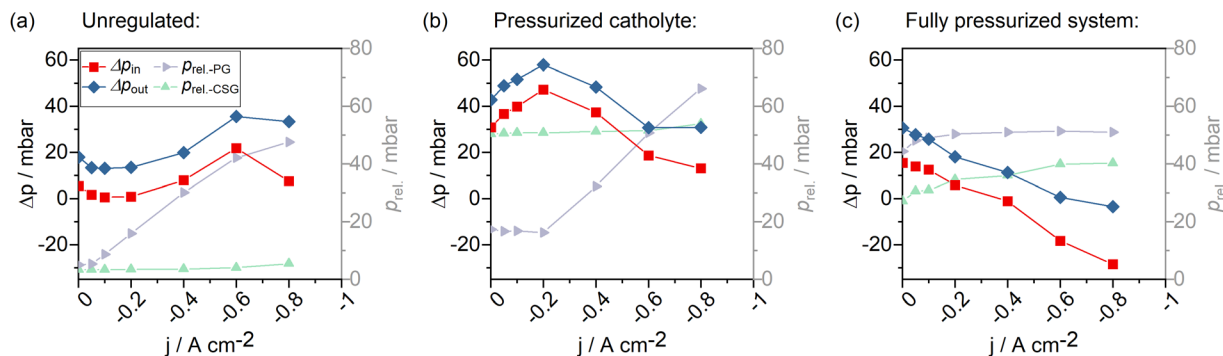 (a) Unregulated:
Δp / mbar
60
40
20
0
-20
Δp_in
Δp_out
p_rel.-PG
p_rel.-CSG
80
60
40
20
0
p_rel. / mbar
0 -0.2 -0.4 -0.6 -0.8 -1
j / A cm⁻²
(b) Pressurized catholyte:
Δp / mbar
60
40
20
0
-20
80
60
40
20
0
p_rel. / mbar
0 -0.2 -0.4 -0.6 -0.8 -1
j / A cm⁻²
(c) Fully pressurized system:
Δp / mbar
60
40
20
0
-20
80
60
40
20
0
p_rel. / mbar
0 -0.2 -0.4 -0.6 -0.8 -1
j / A cm⁻²